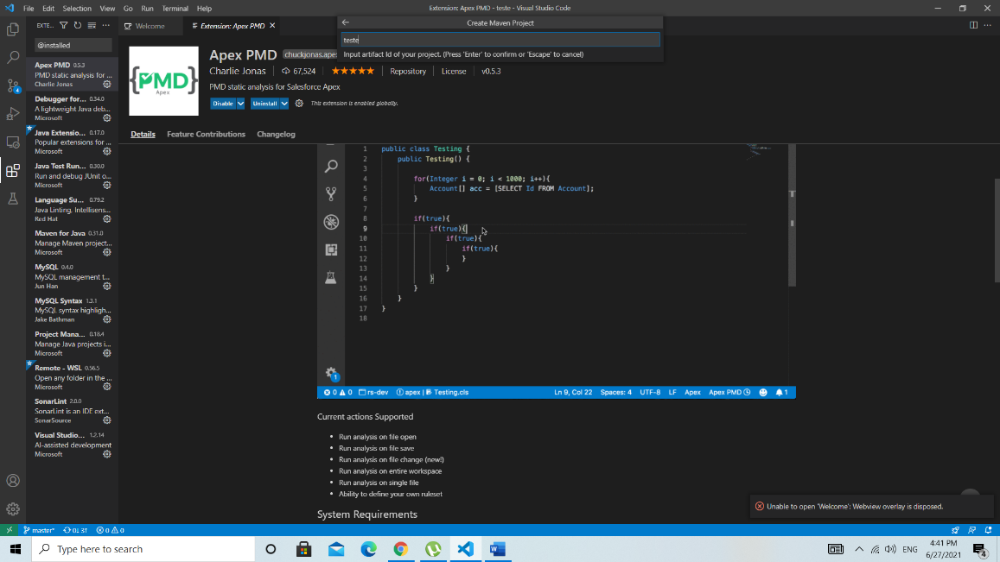 File Edit Selection View Go Run Terminal Help
Extension: Apex PMD - teste - Visual Studio Code
EXTE...
Welcome
Extension: Apex PMD
Create Maven Project
teste
Input artifact Id of your project. (Press 'Enter' to confirm or 'Escape' to cancel)
@installed
Apex PMD 0.5.3
PMD static analysis for ...
Charlie Jonas
Debugger for... 0.34.0
A lightweight Java deb...
Microsoft
Java Extensio... 0.17.0
Popular extensions for ...
Microsoft
Java Test Run... 0.30.0
Run and debug JUnit o...
Microsoft
Language Su... 0.79.2
Java Linting, Intellisens...
Red Hat
Maven for Java 0.31.0
Manage Maven project...
Microsoft
MySQL 0.4.0
MySQL management t...
Jun Han
MySQL Syntax 1.3.1
MySQL syntax highligh...
Jake Bathman
Project Mana... 0.18.4
Manage Java projects i...
Microsoft
Remote - WSL 0.56.5
Open any folder in the ...
Microsoft
SonarLint 2.0.0
SonarLint is an IDE ext...
SonarSource
Visual Studio... 1.2.14
AI-assisted development
Microsoft
4
{PMD}
Apex
Apex PMD chuckjonas.apex
Charlie Jonas 67,524 Repository License v0.5.3
PMD static analysis for Salesforce Apex
Disable Uninstall This extension is enabled globally.
Details Feature Contributions Changelog
1 public class Testing {
2 public Testing() {
3
4 for(Integer i = 0; i < 1000; i++){
5 Account[] acc = [SELECT Id FROM Account];
6 }
7
8 if(true){
9 if(true){
10 if(true){
11 if(true){
12 }
13 }
14 }
15 }
16 }
17 }
18
1
0 0 rs-dev apex | Testing.cls Ln 9, Col 22 Spaces: 4 UTF-8 LF Apex Apex PMD 1
Current actions Supported
• Run analysis on file open
• Run analysis on file save
• Run analysis on file change (new!)
• Run analysis on entire workspace
• Run analysis on single file
• Ability to define your own ruleset
System Requirements
Unable to open 'Welcome': Webview overlay is disposed.
master* 0↓ 3↑ 0 0
Type here to search
ENG
4:41 PM
6/27/2021
4